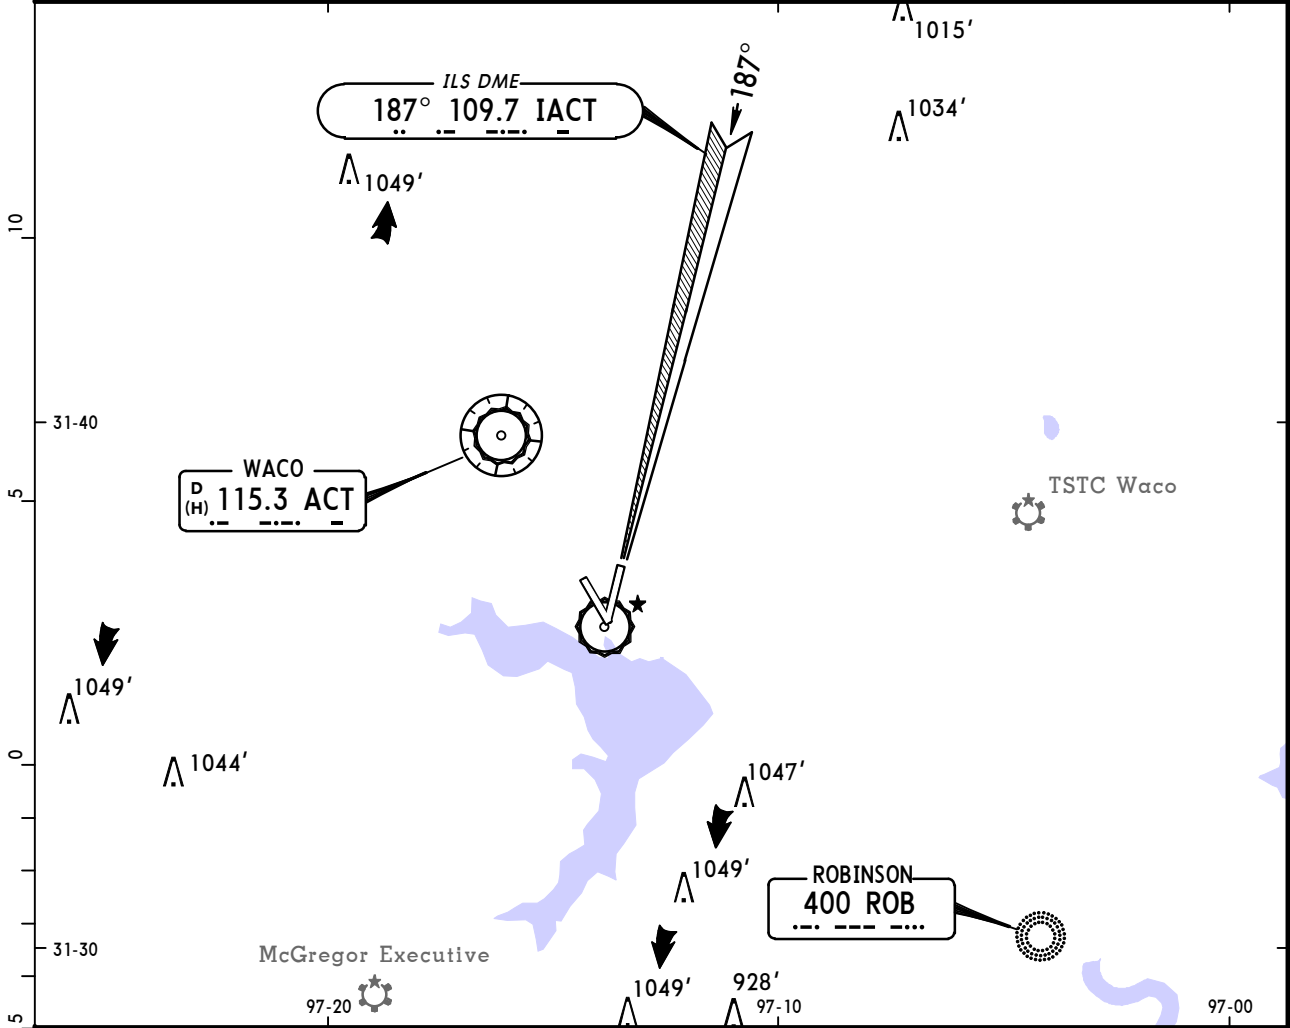 1015'
187°
ILS DME
187° 109.7 IACT
1034'
1049'
10
31-40
WACO
D
(H) 115.3 ACT
5
TSTC Waco
1049'
1044'
0
1047'
1049'
ROBINSON
400 ROB
31-30
McGregor Executive
1049'
928'
97-20
97-10
97-00
5